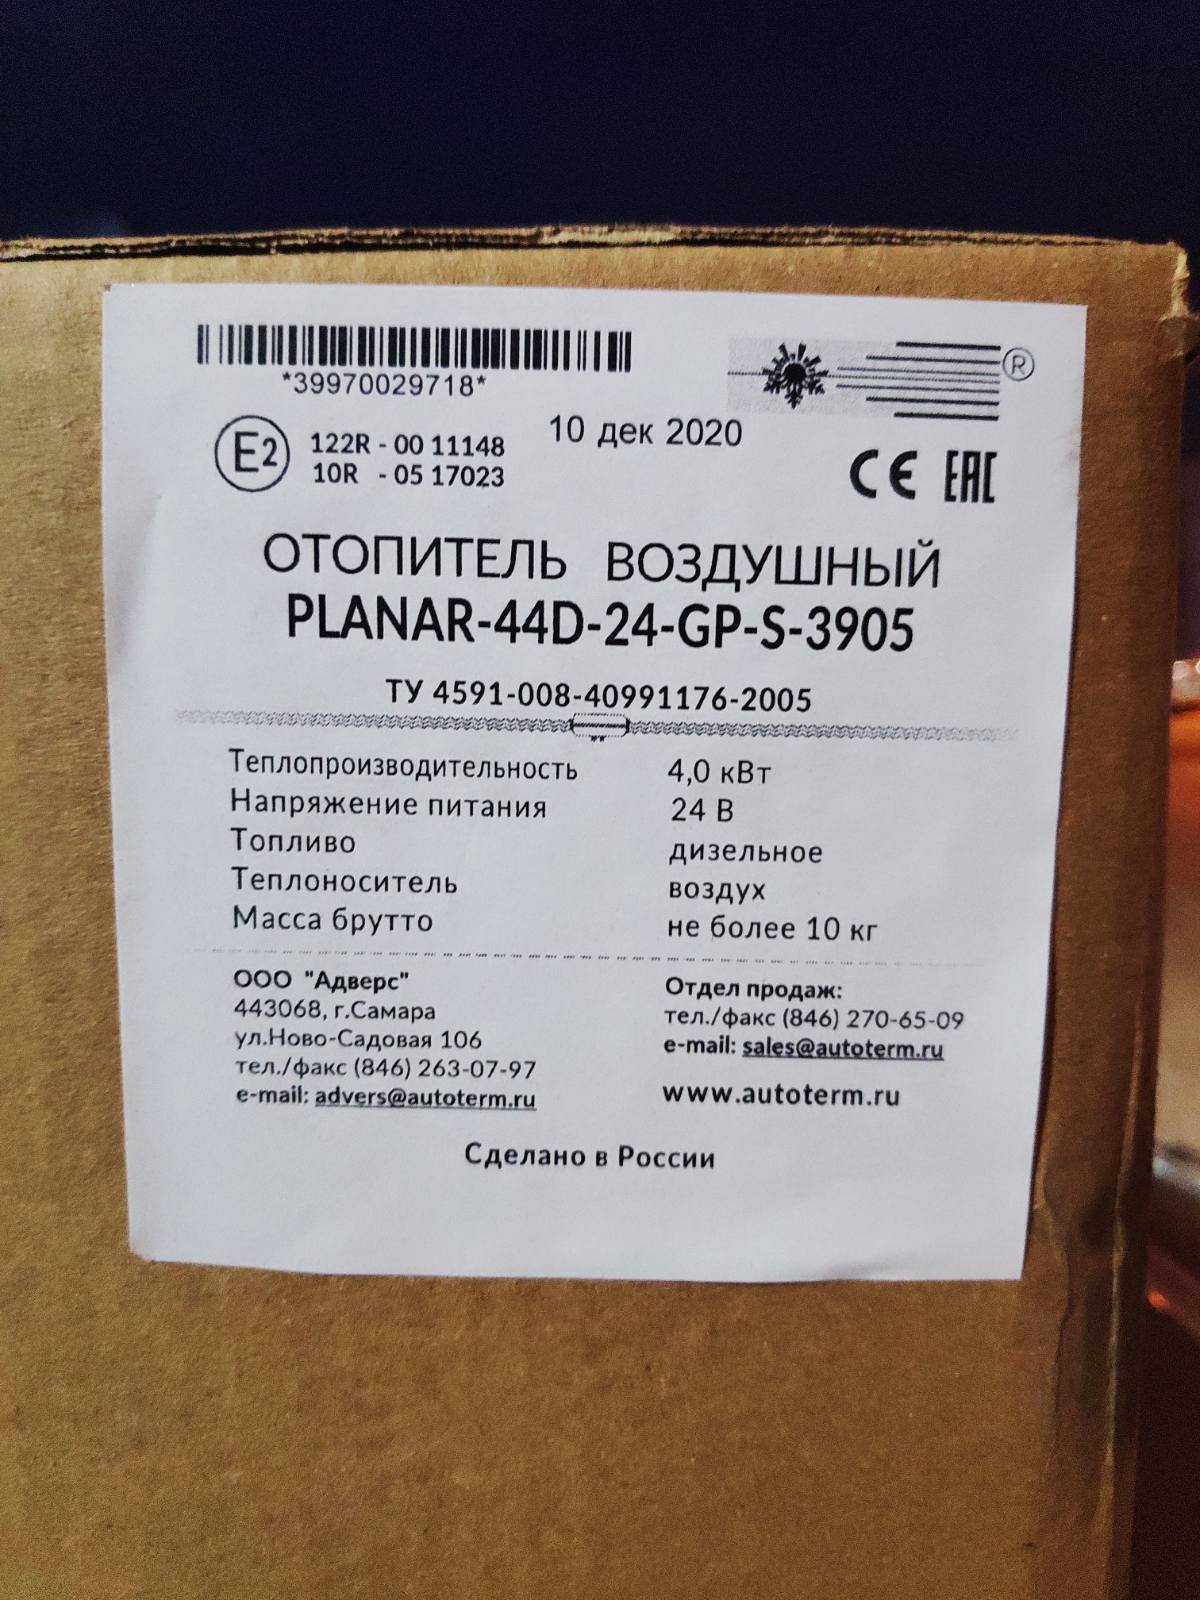 *39970029718*
®
E2
122R - 00 11148
10R - 05 17023
10 дек 2020
CE EAC
ОТОПИТЕЛЬ ВОЗДУШНЫЙ
PLANAR-44D-24-GP-S-3905
ТУ 4591-008-40991176-2005
Теплопроизводительность 4,0 кВт
Напряжение питания 24 В
Топливо дизельное
Теплоноситель воздух
Масса брутто не более 10 кг
ООО "Адверс"
443068, г.Самара
ул.Ново-Садовая 106
тел./факс (846) 263-07-97
e-mail: advers@autoterm.ru
Отдел продаж:
тел./факс (846) 270-65-09
e-mail: sales@autoterm.ru
www.autoterm.ru
Сделано в России